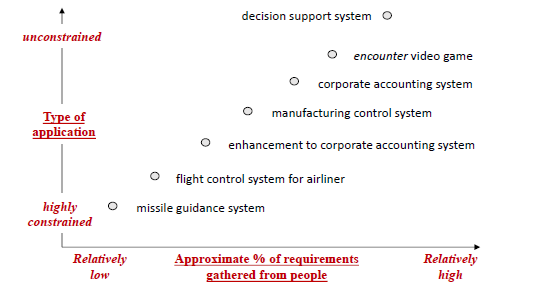 decision support system
unconstrained
encounter video game
corporate accounting system
Type of
application
manufacturing control system
enhancement to corporate accounting system
flight control system for airliner
highly
constrained
missile guidance system
Relatively
low
Approximate % of requirements
gathered from people
Relatively
high